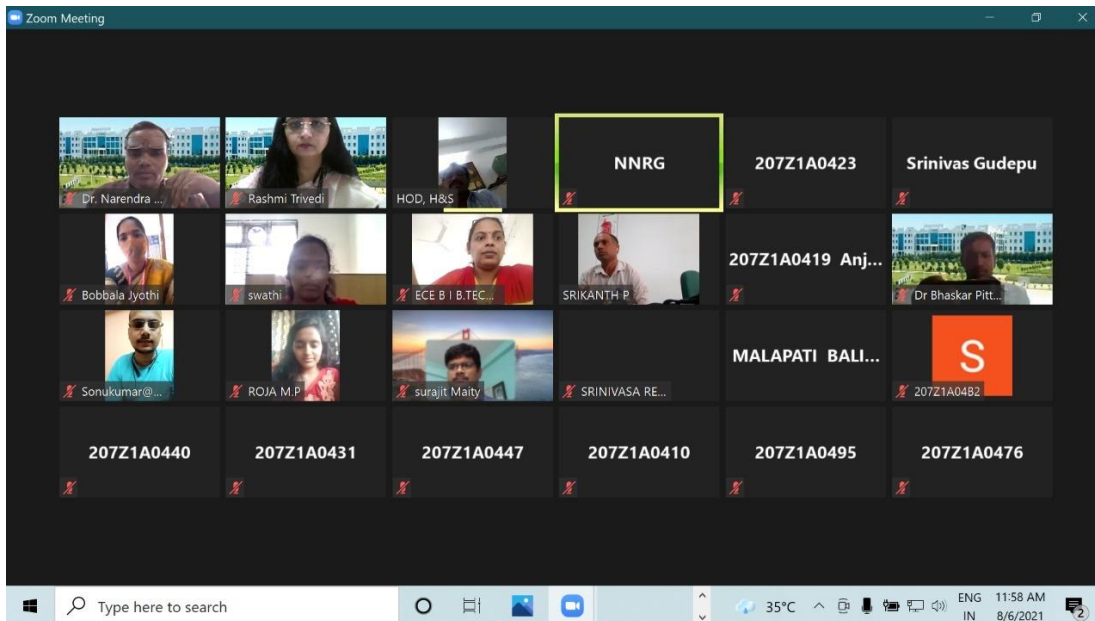 Zoom Meeting
Dr. Narendra ...
Rashmi Trivedi
HOD, H&S
NNRG
207Z1A0423
Srinivas Gudepu
Bobbala Jyothi
swathi
ECE B I B.TEC...
SRIKANTH P
207Z1A0419 Anj...
Dr Bhaskar Pitt...
Sonukumar@...
ROJA M.P
surajit Maity
SRINIVASA RE...
MALAPATI BALI...
S
207Z1A04B2
207Z1A0440
207Z1A0431
207Z1A0447
207Z1A0410
207Z1A0495
207Z1A0476
Type here to search
35°C
ENG
IN
11:58 AM
8/6/2021
2